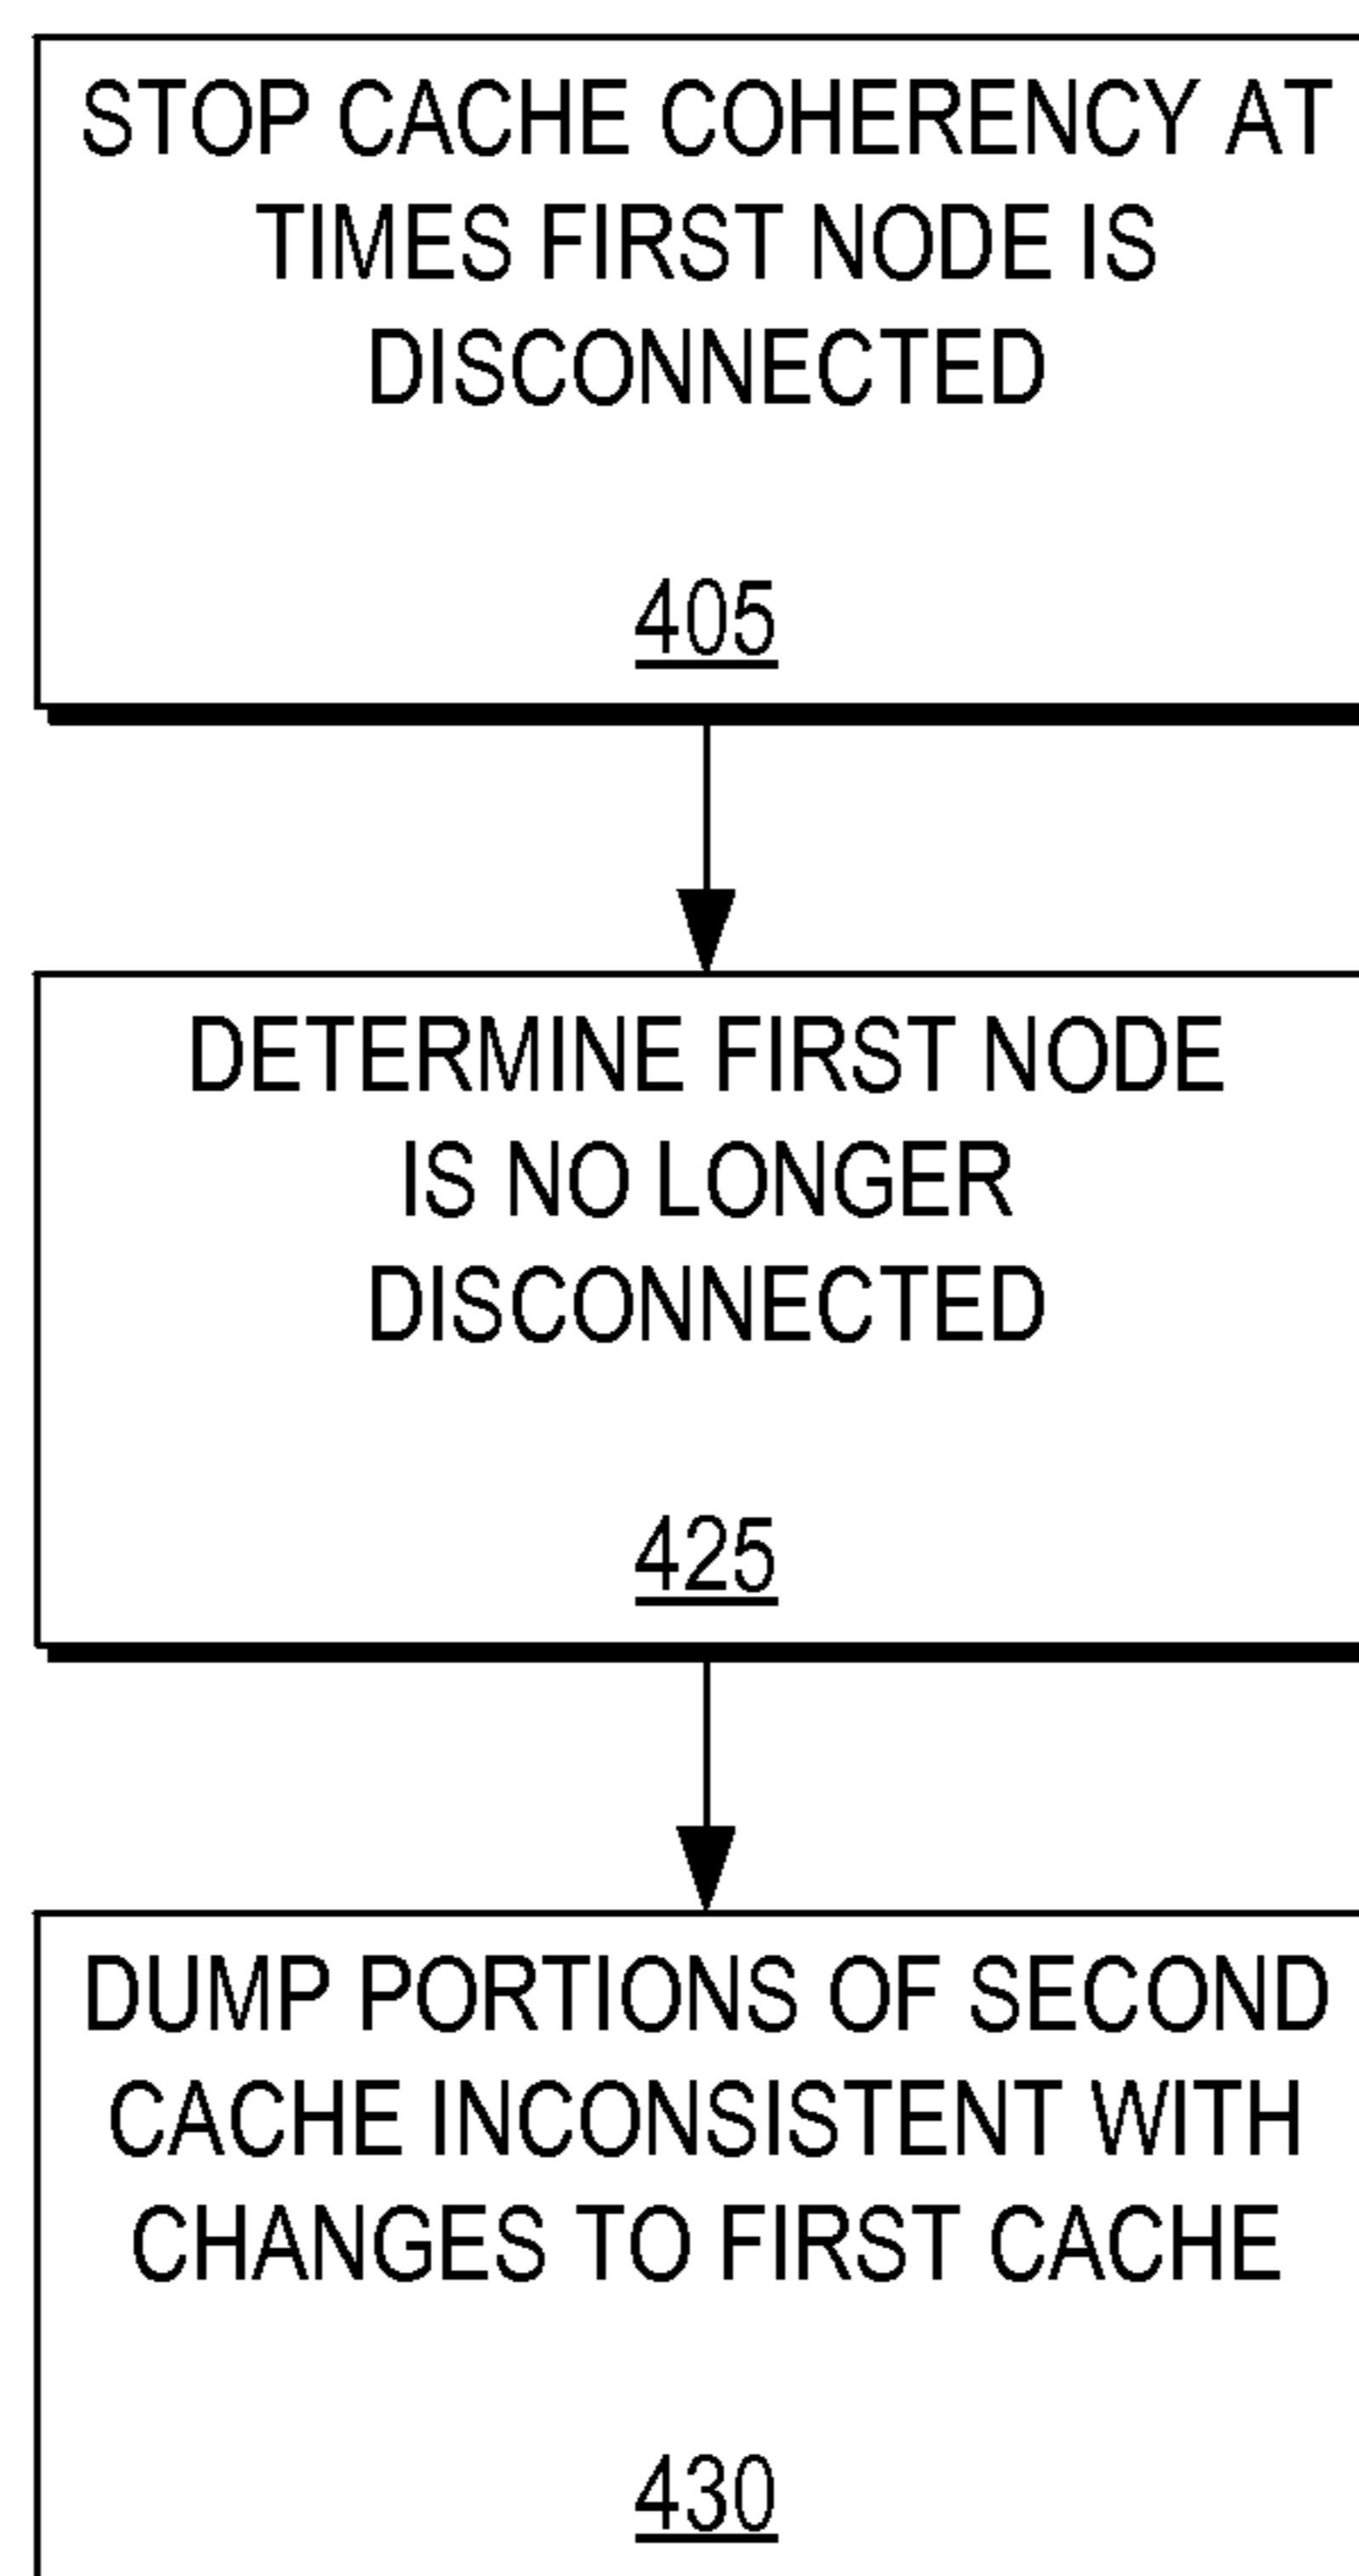 STOP CACHE COHERENCY AT
TIMES FIRST NODE IS
DISCONNECTED
405
DETERMINE FIRST NODE
IS NO LONGER
DISCONNECTED
425
DUMP PORTIONS OF SECOND
CACHE INCONSISTENT WITH
CHANGES TO FIRST CACHE
430